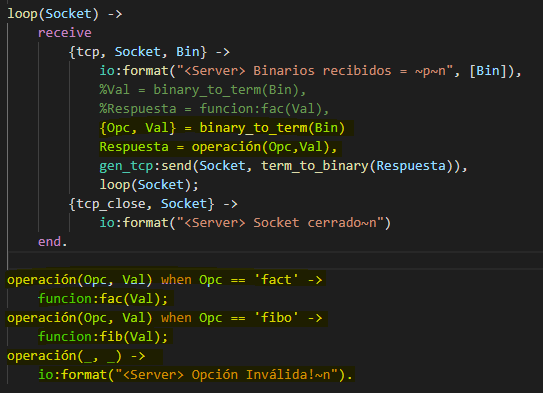 loop(Socket) ->
    receive
        {tcp, Socket, Bin} ->
            io:format("<Server> Binarios recibidos = ~p~n", [Bin]),
            %Val = binary_to_term(Bin),
            %Respuesta = funcion:fac(Val),
            {Opc, Val} = binary_to_term(Bin)
            Respuesta = operación(Opc,Val),
            gen_tcp:send(Socket, term_to_binary(Respuesta)),
            loop(Socket);
        {tcp_close, Socket} ->
            io:format("<Server> Socket cerrado~n")
    end.

operación(Opc, Val) when Opc == 'fact' ->
    funcion:fac(Val);
operación(Opc, Val) when Opc == 'fibo' ->
    funcion:fib(Val);
operación(_, _) ->
    io:format("<Server> Opción Inválida!~n").